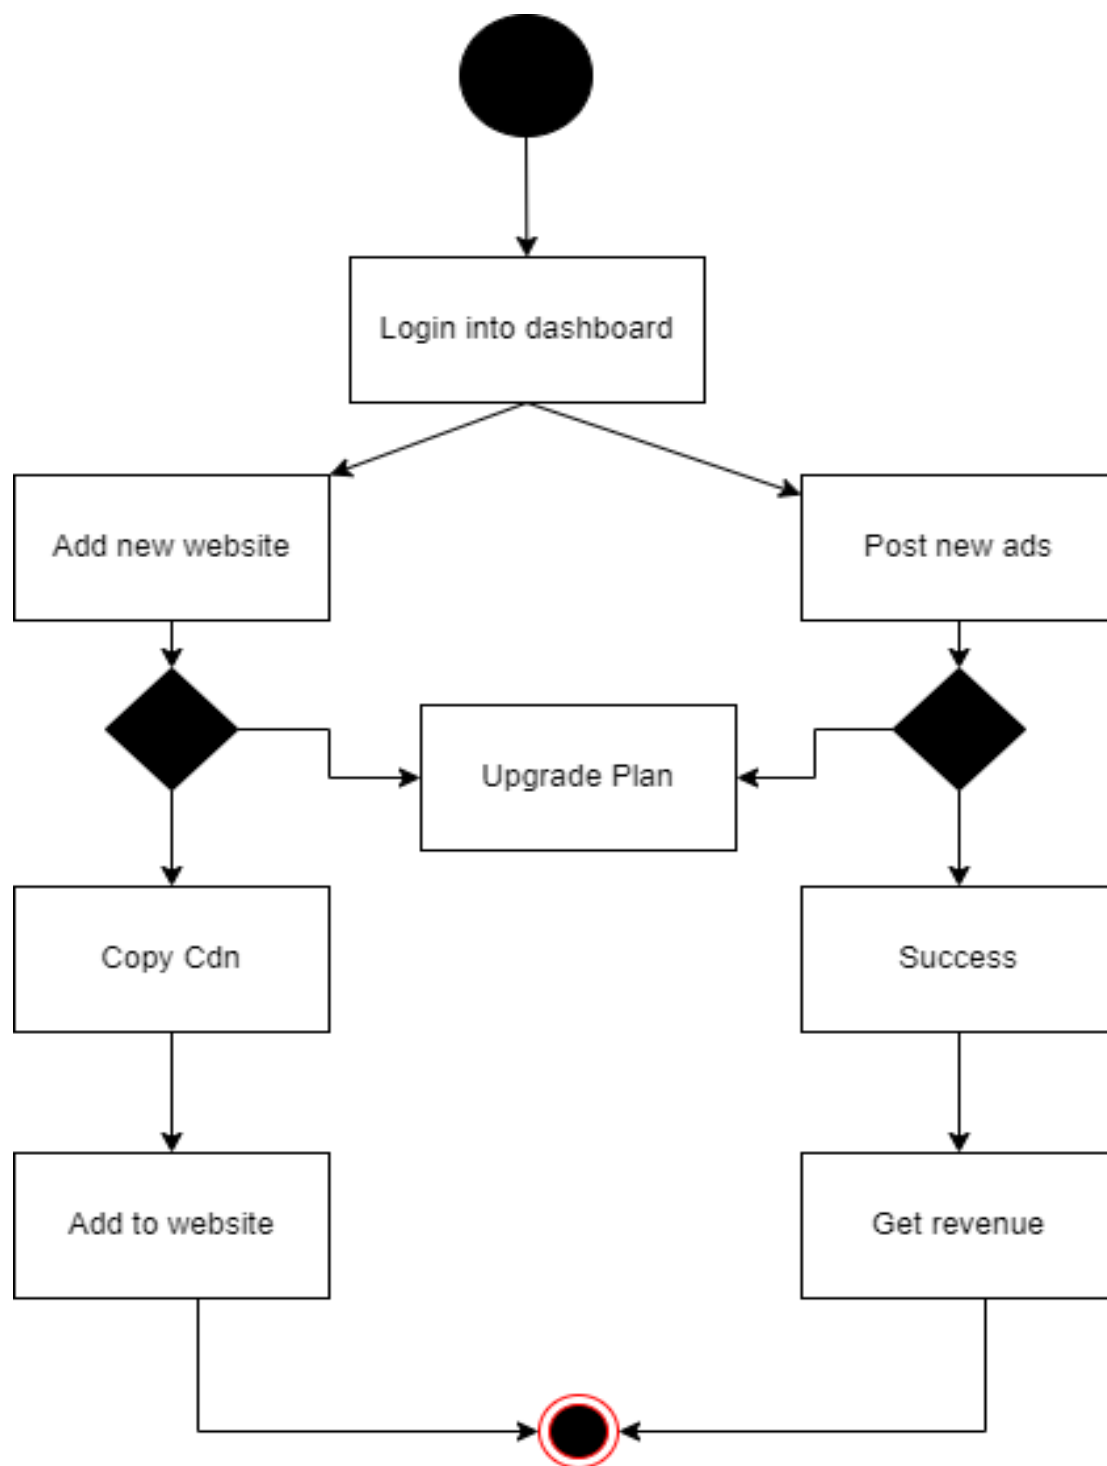 Login into dashboard
Add new website
Post new ads
Upgrade Plan
Copy Cdn
Success
Add to website
Get revenue